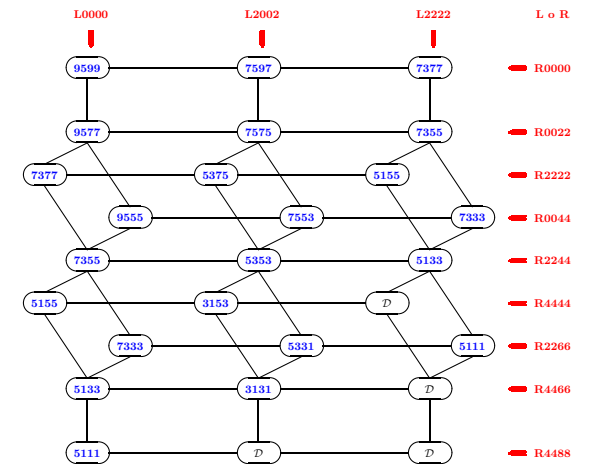 L0000 L2002 L2222 L o R
9599 7597 7377 R0000
9577 7575 7355 R0022
7377 5375 5155 R2222
9555 7553 7333 R0044
7355 5353 5133 R2244
5155 3153 𝒟 R4444
7333 5331 5111 R2266
5133 3131 𝒟 R4466
5111 𝒟 𝒟 R4488